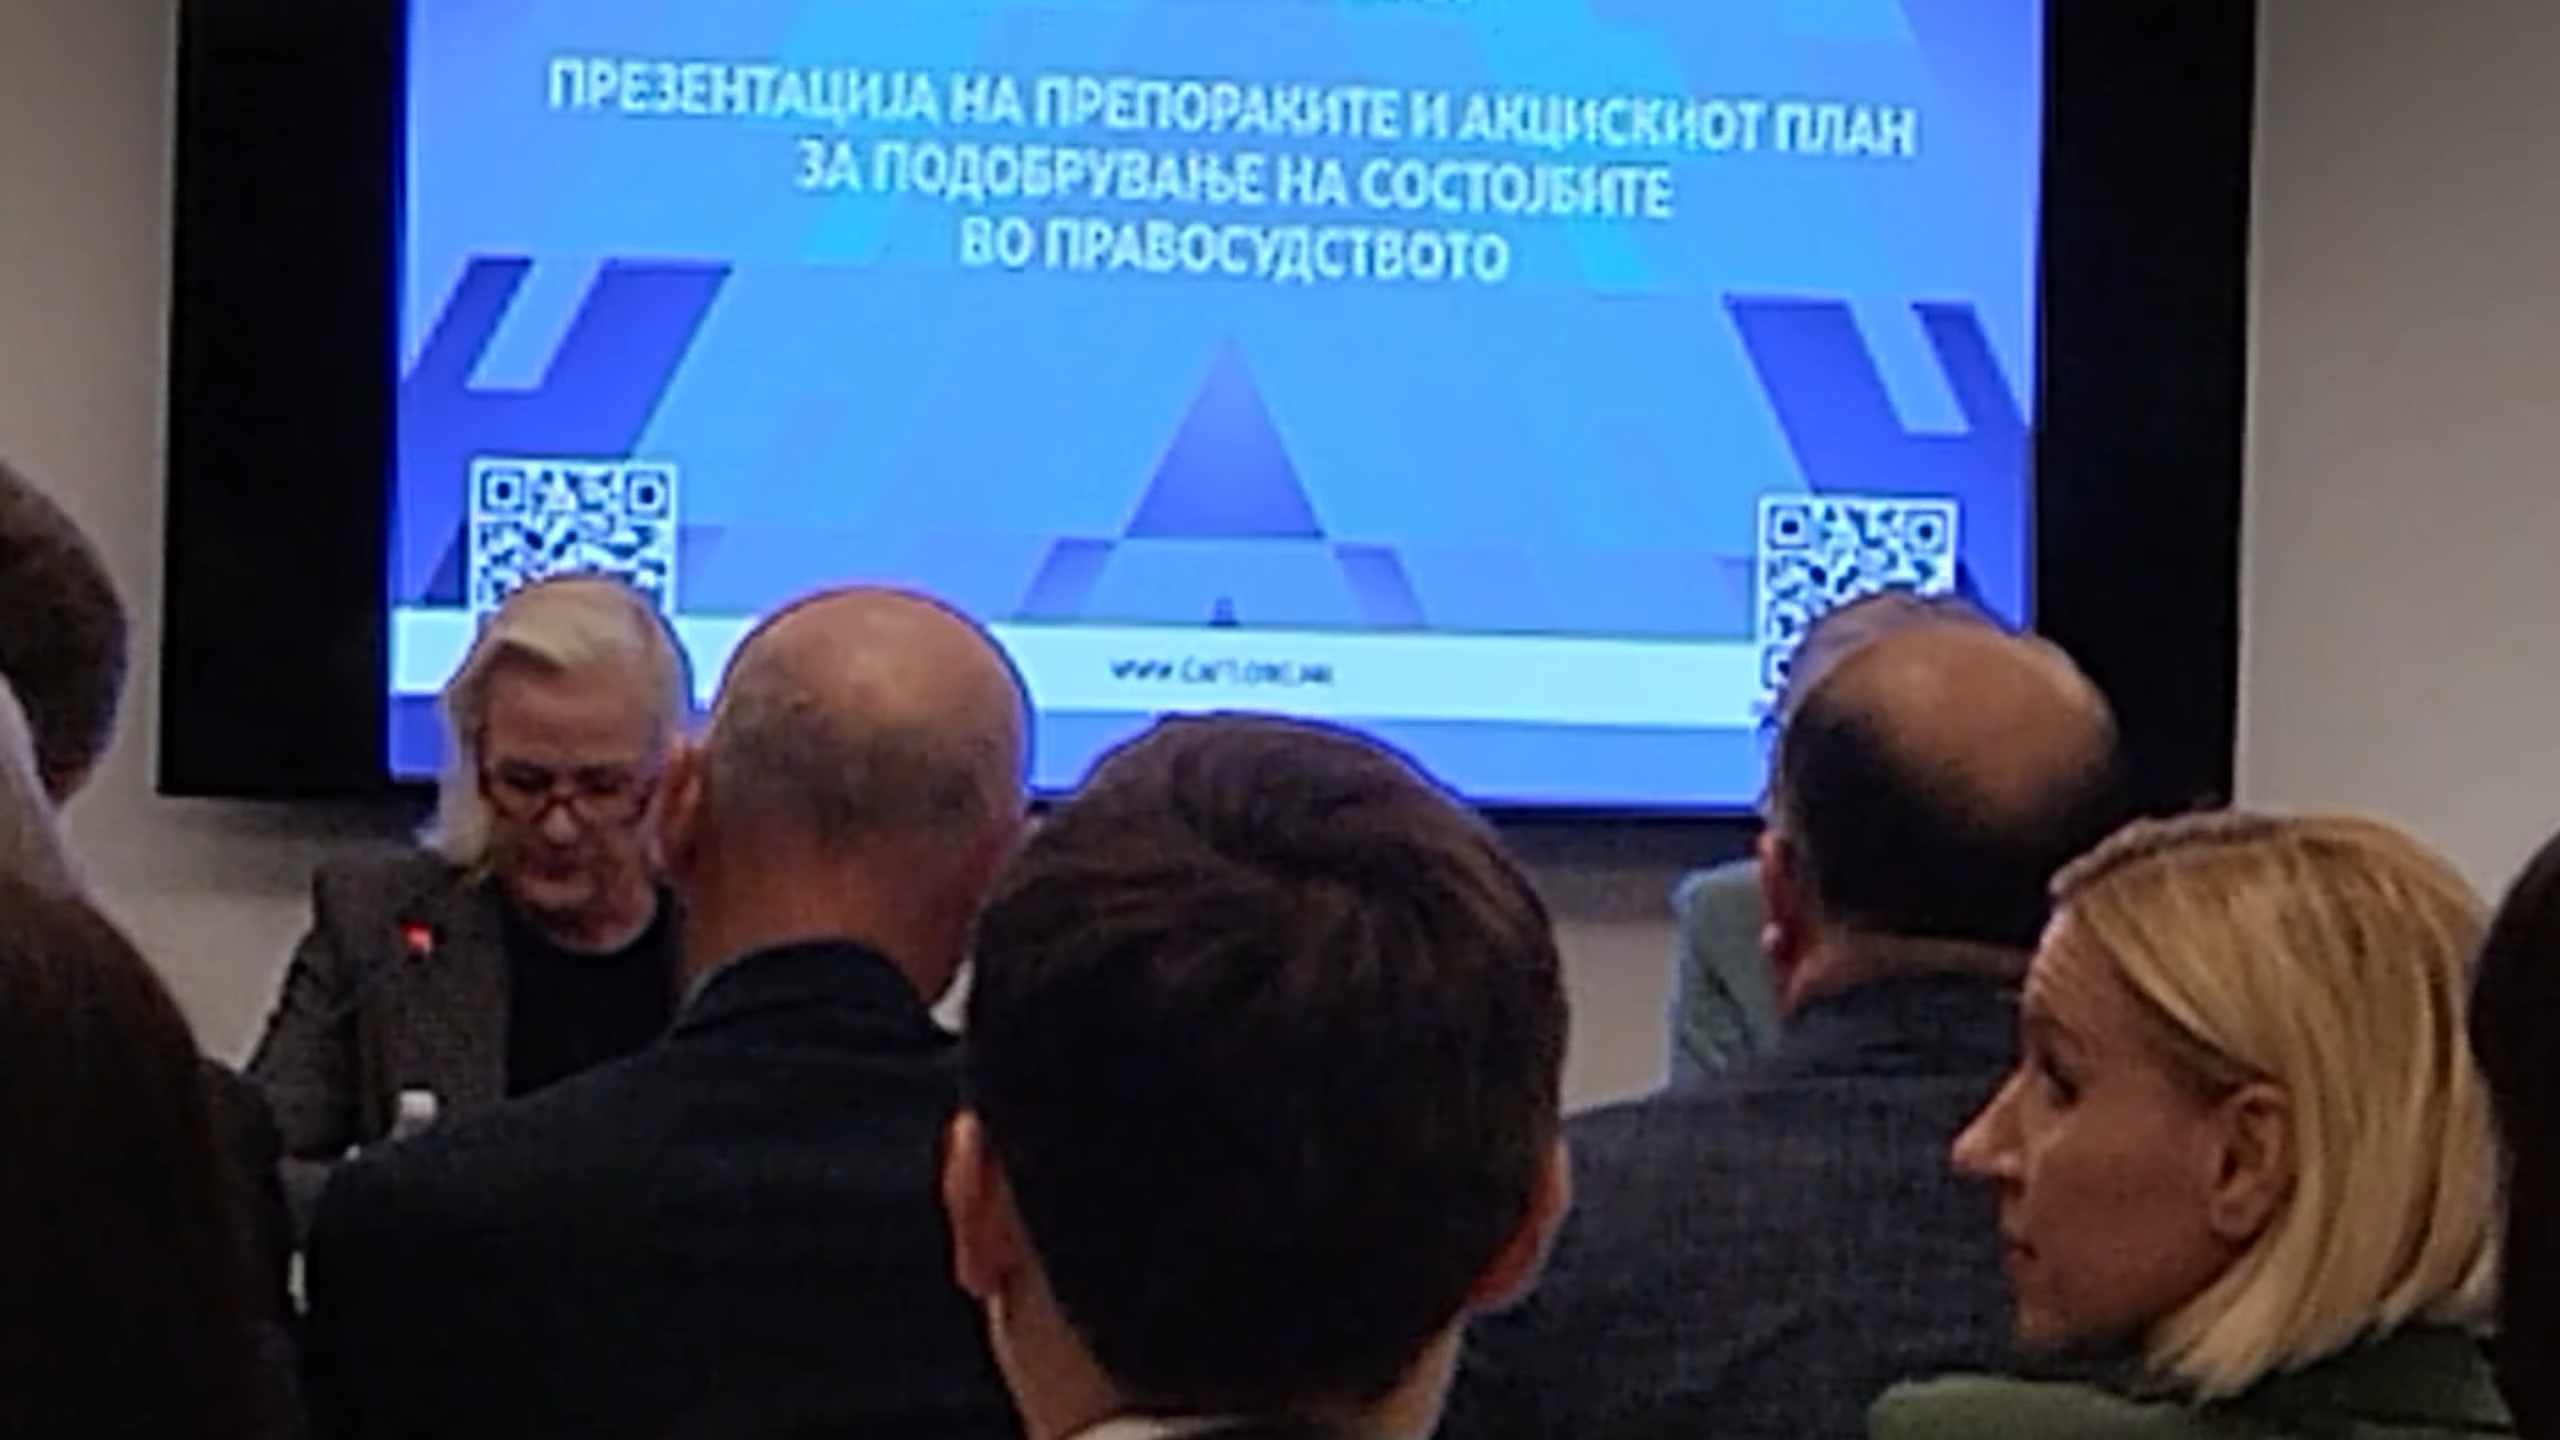 ПРЕЗЕНТАЦИЈА НА ПРЕПОРАКИТЕ И АКЦИСКИОТ ПЛАН
ЗА ПОДОБРУВАЊЕ НА СОСТОЈБИТЕ
ВО ПРАВОСУДСТВОТО